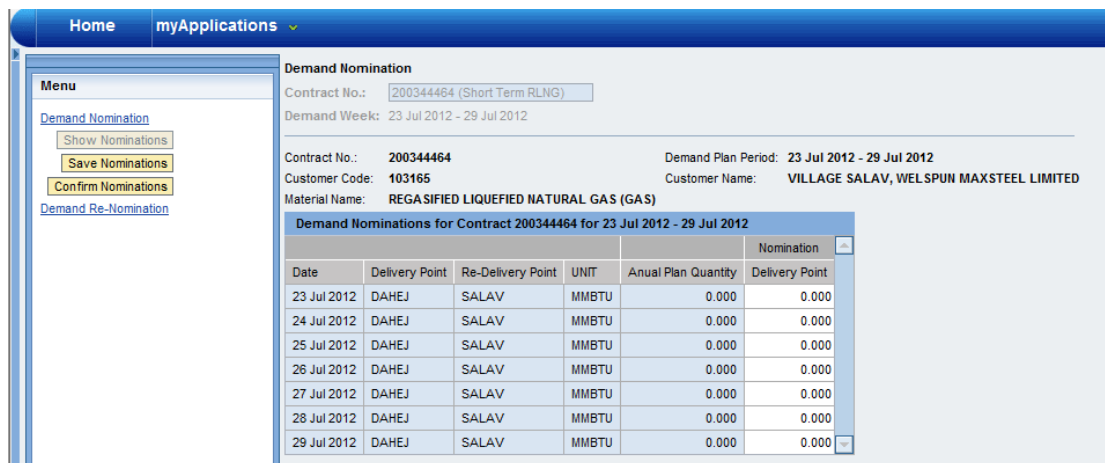 Home myApplications
Menu
Demand Nomination
Show Nominations
Save Nominations
Confirm Nominations
Demand Re-Nomination
Demand Nomination
Contract No.: 200344464 (Short Term RLNG)
Demand Week: 23 Jul 2012 - 29 Jul 2012
Contract No.: 200344464 Demand Plan Period: 23 Jul 2012 - 29 Jul 2012
Customer Code: 103165 Customer Name: VILLAGE SALAV, WELSPUN MAXSTEEL LIMITED
Material Name: REGASIFIED LIQUEFIED NATURAL GAS (GAS)
Demand Nominations for Contract 200344464 for 23 Jul 2012 - 29 Jul 2012
Nomination
Date Delivery Point Re-Delivery Point UNIT Anual Plan Quantity Delivery Point
23 Jul 2012 DAHEJ SALAV MMBTU 0.000 0.000
24 Jul 2012 DAHEJ SALAV MMBTU 0.000 0.000
25 Jul 2012 DAHEJ SALAV MMBTU 0.000 0.000
26 Jul 2012 DAHEJ SALAV MMBTU 0.000 0.000
27 Jul 2012 DAHEJ SALAV MMBTU 0.000 0.000
28 Jul 2012 DAHEJ SALAV MMBTU 0.000 0.000
29 Jul 2012 DAHEJ SALAV MMBTU 0.000 0.000